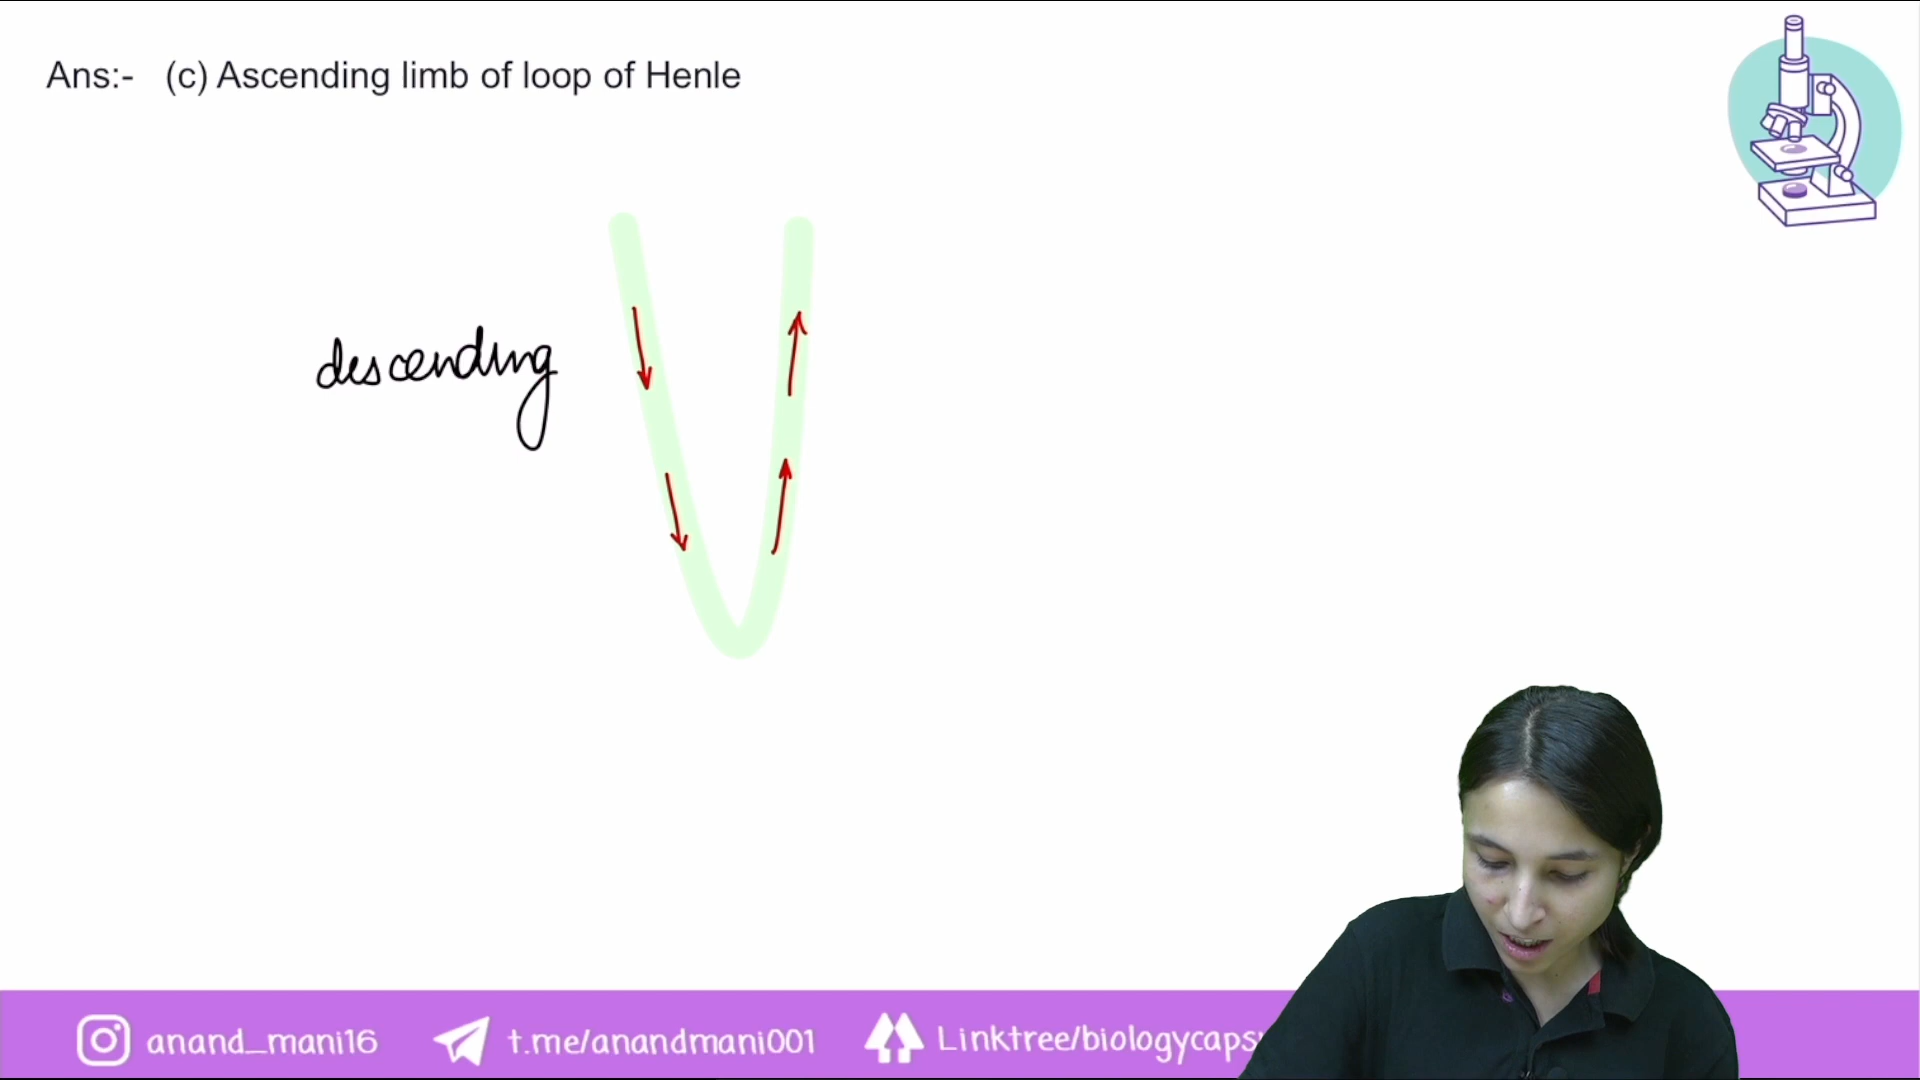 Ans:- (c) Ascending limb of loop of Henle
descending
anand_mani16
t.me/anandmani001
Linktree/biologycaps